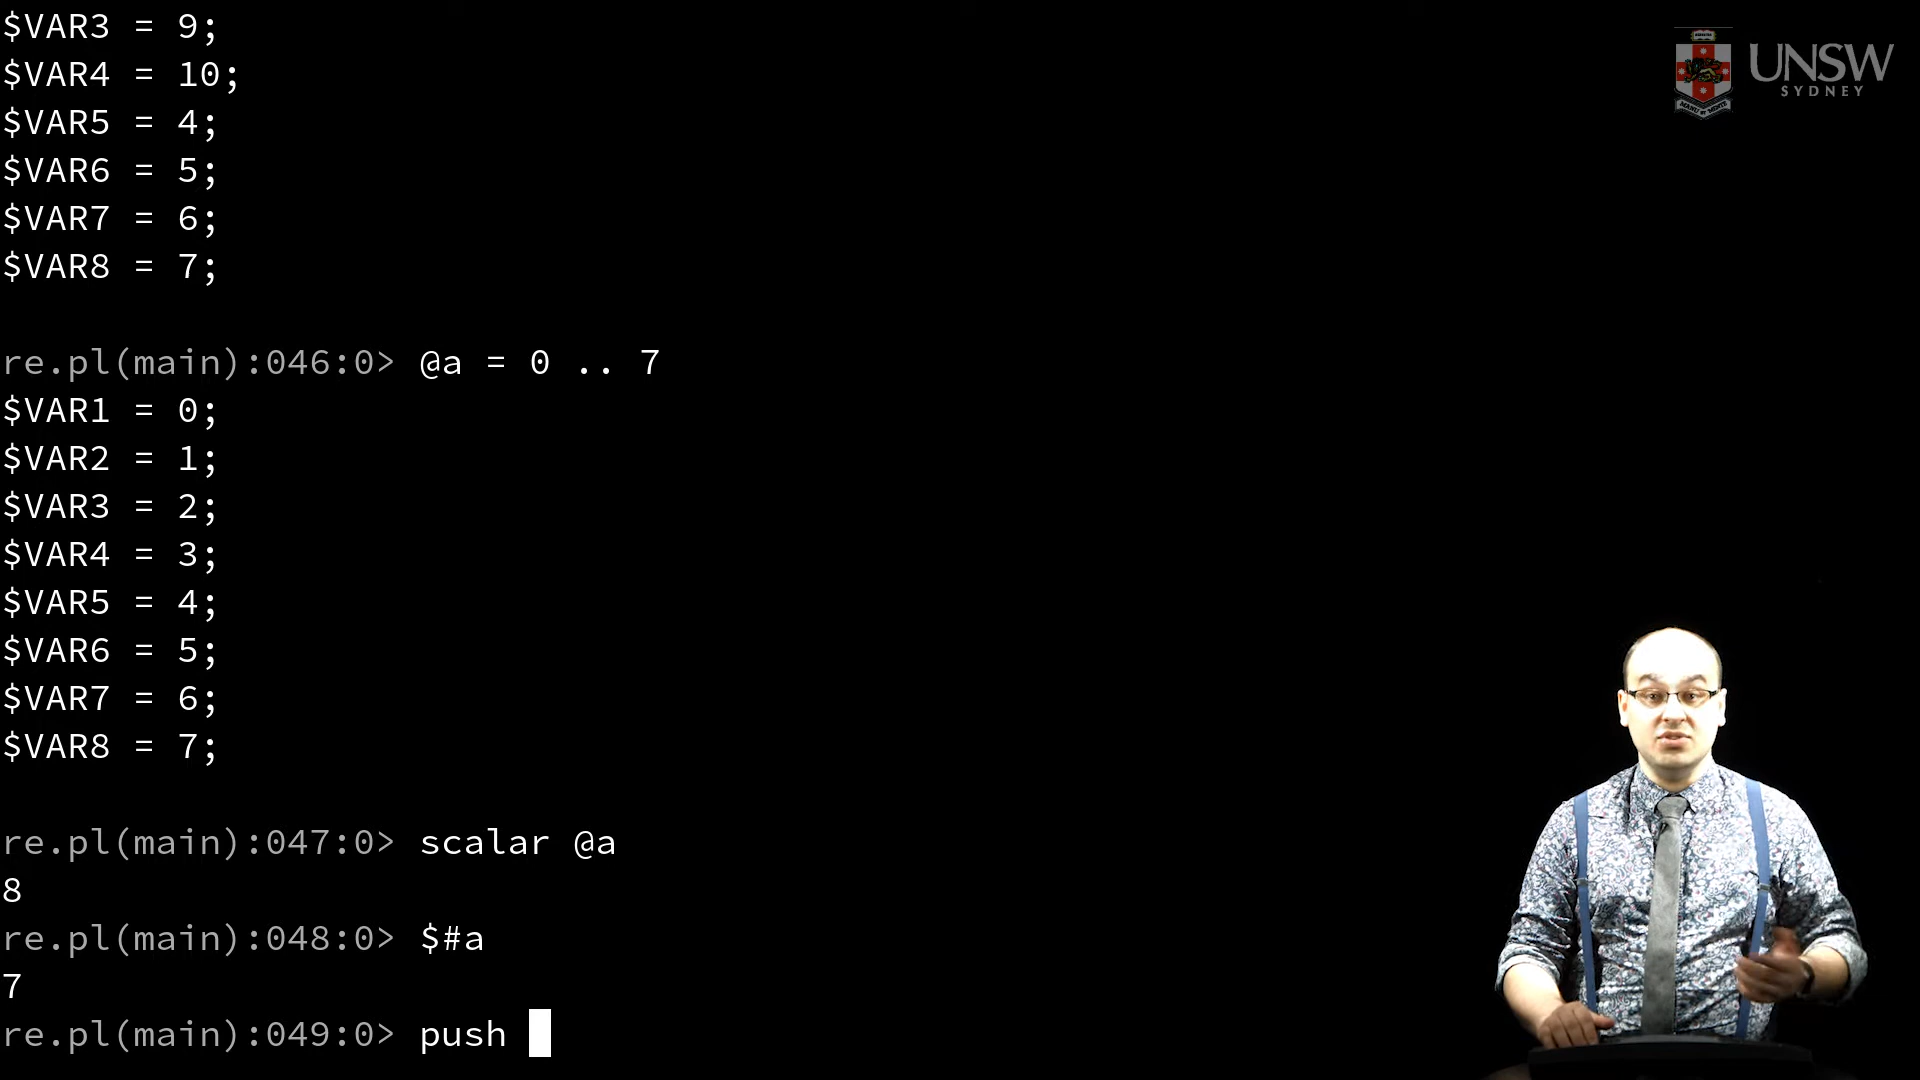 $VAR3 = 9;
$VAR4 = 10;
$VAR5 = 4;
$VAR6 = 5;
$VAR7 = 6;
$VAR8 = 7;
re.pl(main):046:0> @a = 0 .. 7
$VAR1 = 0;
$VAR2 = 1;
$VAR3 = 2;
$VAR4 = 3;
$VAR5 = 4;
$VAR6 = 5;
$VAR7 = 6;
$VAR8 = 7;
re.pl(main):047:0> scalar @a
8
re.pl(main):048:0> $#a
7
re.pl(main):049:0> push
UNSW
SYDNEY